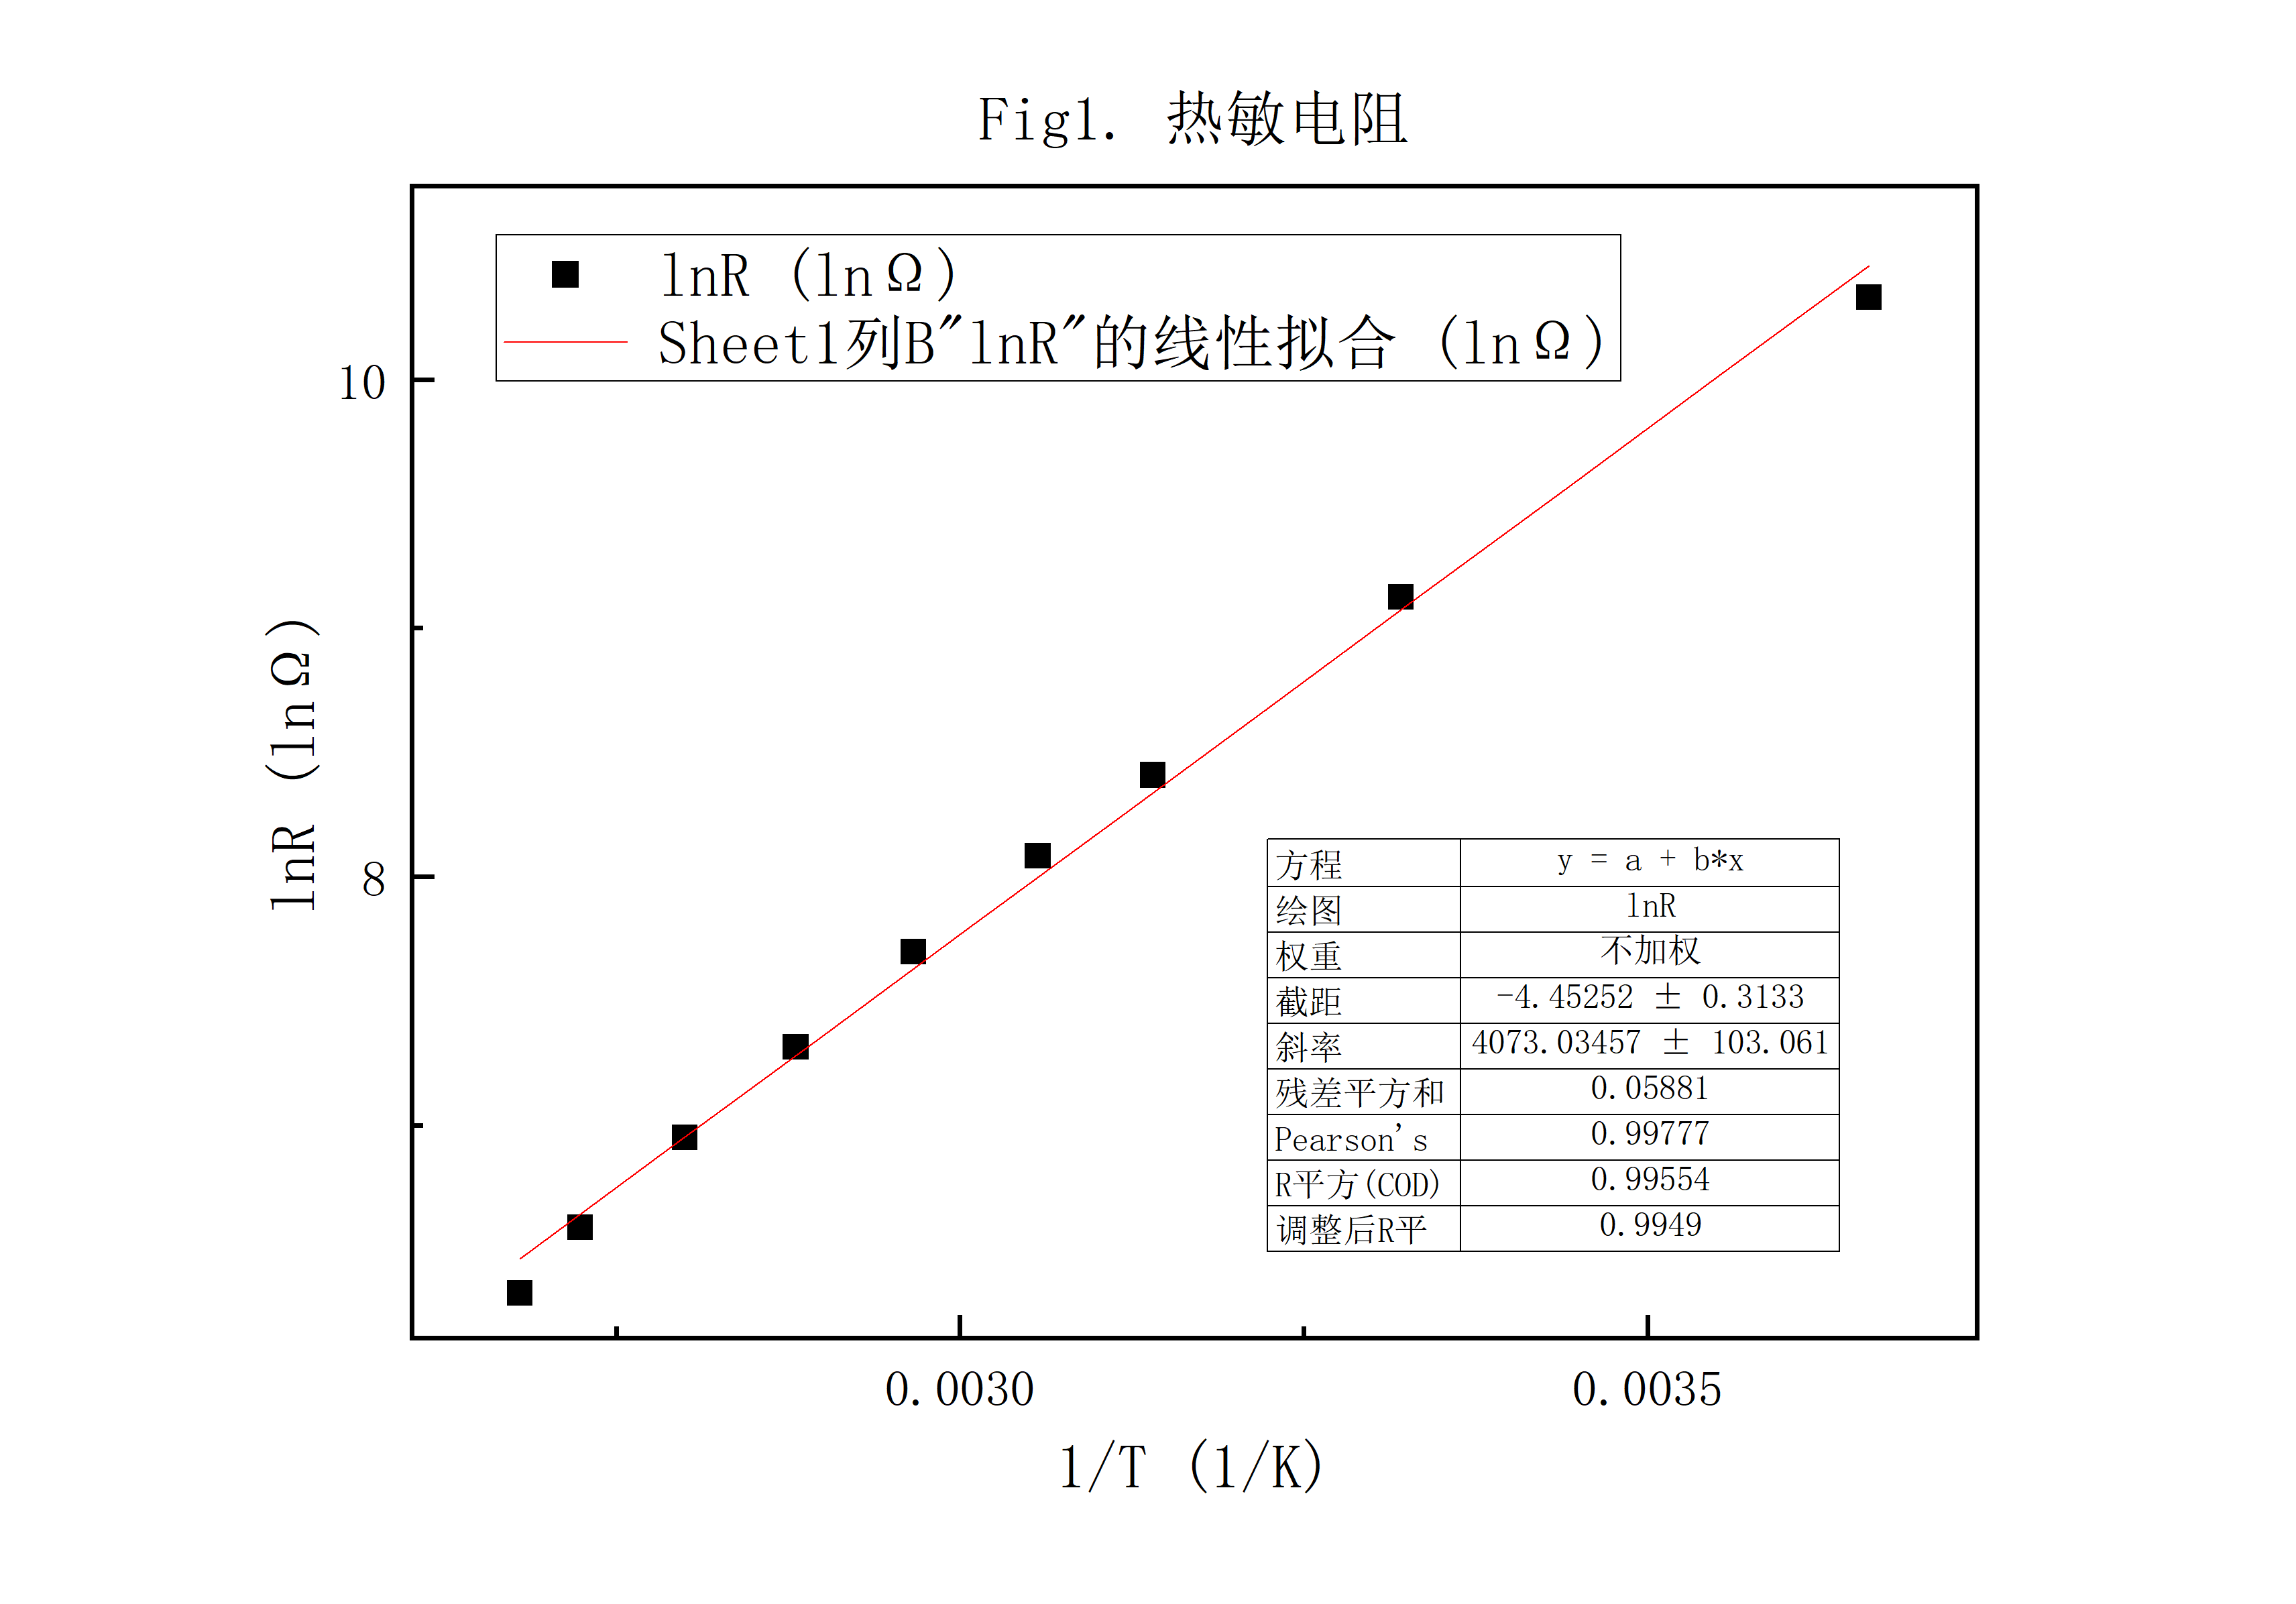 Fig1. 热敏电阻
lnR (lnΩ)
Sheet1列B"lnR"的线性拟合 (lnΩ)
10
8
lnR (lnΩ)
方程 y = a + b*x
绘图 lnR
权重 不加权
截距 -4.45252 ± 0.3133
斜率 4073.03457 ± 103.061
残差平方和 0.05881
Pearson's 0.99777
R平方(COD) 0.99554
调整后R平 0.9949
0.0030 0.0035
1/T (1/K)